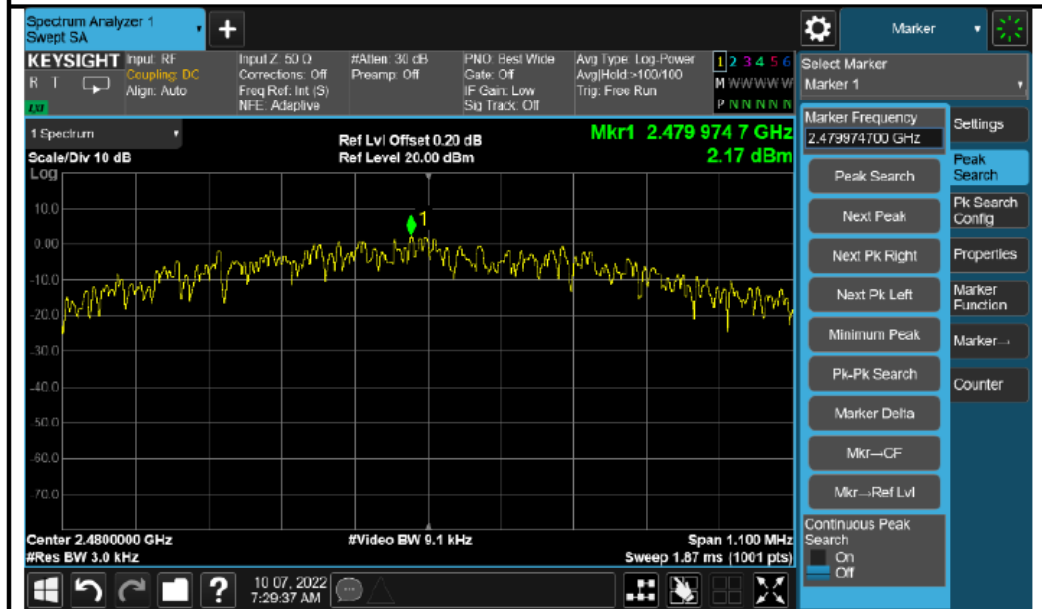 Spectrum Analyzer 1
Swept SA
+
Marker
KEYSIGHT
R T
LXI
Input: RF
Coupling: DC
Align: Auto
Input Z: 50 Ω
Corrections: Off
Freq Ref: Int (S)
NFE: Adaptive
#Atten: 30 dB
Preamp: Off
PNO: Best Wide
Gate: Off
IF Gain: Low
Sig Track: Off
Avg Type: Log-Power
Avg|Hold:>100/100
Trig: Free Run
1 2 3 4 5 6
M W W W W W
P N N N N N
Select Marker
Marker 1
1 Spectrum
Scale/Div 10 dB
Log
Ref Lvl Offset 0.20 dB
Ref Level 20.00 dBm
Mkr1 2.479 974 7 GHz
2.17 dBm
1
10.0
0.00
-10.0
-20.0
-30.0
-40.0
-50.0
-60.0
-70.0
Center 2.4800000 GHz
#Res BW 3.0 kHz
#Video BW 9.1 kHz
Span 1.100 MHz
Sweep 1.87 ms (1001 pts)
Marker Frequency
2.479974700 GHz
Peak Search
Next Peak
Next Pk Right
Next Pk Left
Minimum Peak
Pk-Pk Search
Marker Delta
Mkr→CF
Mkr→Ref Lvl
Continuous Peak
Search
On
Off
Settings
Peak
Search
Pk Search
Config
Properties
Marker
Function
Marker→
Counter
?
10 07, 2022
7:29:37 AM